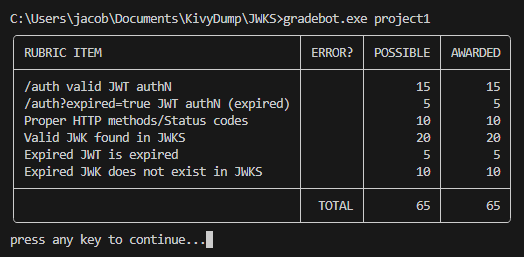 C:\Users\jacob\Documents\KivyDump\JWKS>gradebot.exe project1
RUBRIC ITEM ERROR? POSSIBLE AWARDED
/auth valid JWT authN 15 15
/auth?expired=true JWT authN (expired) 5 5
Proper HTTP methods/Status codes 10 10
Valid JWK found in JWKS 20 20
Expired JWT is expired 5 5
Expired JWK does not exist in JWKS 10 10
TOTAL 65 65
press any key to continue...